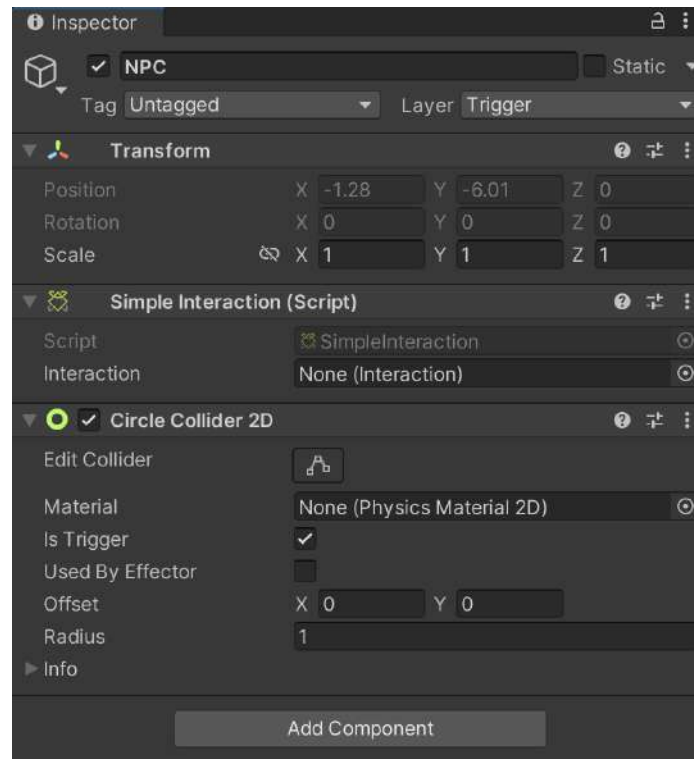 Inspector
NPC Static
Tag Untagged Layer Trigger
Transform
Position X -1.28 Y -6.01 Z 0
Rotation X 0 Y 0 Z 0
Scale X 1 Y 1 Z 1
Simple Interaction (Script)
Script SimpleInteraction
Interaction None (Interaction)
Circle Collider 2D
Edit Collider
Material None (Physics Material 2D)
Is Trigger
Used By Effector
Offset X 0 Y 0
Radius 1
Info
Add Component